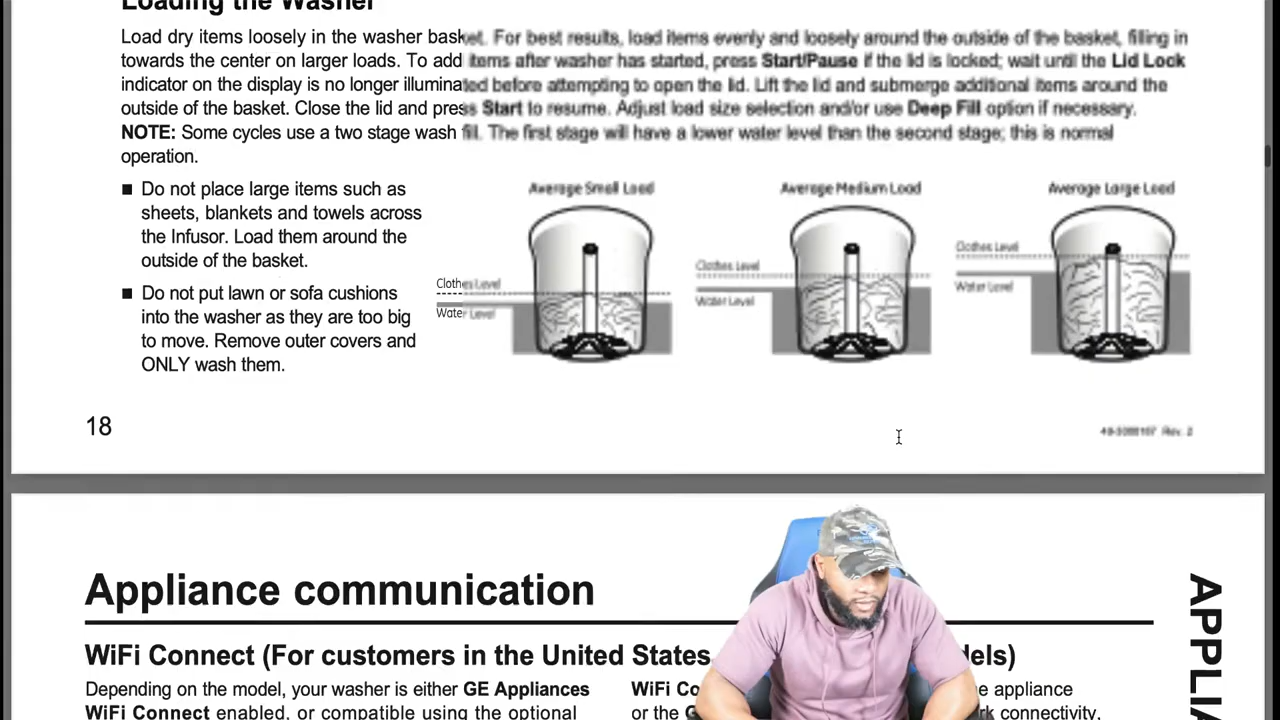 Loading the Washer
Load dry items loosely in the washer basket. For best results, load items evenly and loosely around the outside of the basket, filling in
towards the center on larger loads. To add items after washer has started, press Start/Pause if the lid is locked; wait until the Lid Lock
indicator on the display is no longer illuminated before attempting to open the lid. Lift the lid and submerge additional items around the
outside of the basket. Close the lid and press Start to resume. Adjust load size selection and/or use Deep Fill option if necessary.
NOTE: Some cycles use a two stage wash fill. The first stage will have a lower water level than the second stage; this is normal
operation.
■ Do not place large items such as
sheets, blankets and towels across
the Infusor. Load them around the
outside of the basket.
■ Do not put lawn or sofa cushions
into the washer as they are too big
to move. Remove outer covers and
ONLY wash them.
Average Small Load
Clothes Level
Water Level
Average Medium Load
Clothes Level
Water Level
Average Large Load
Clothes Level
Water Level
18
49-3000107 Rev. 2
Appliance communication
WiFi Connect (For customers in the United States dels)
Depending on the model, your washer is either GE Appliances
WiFi Connect enabled, or compatible using the optional
WiFi Co e appliance
or the G rk connectivity,
APPLIA